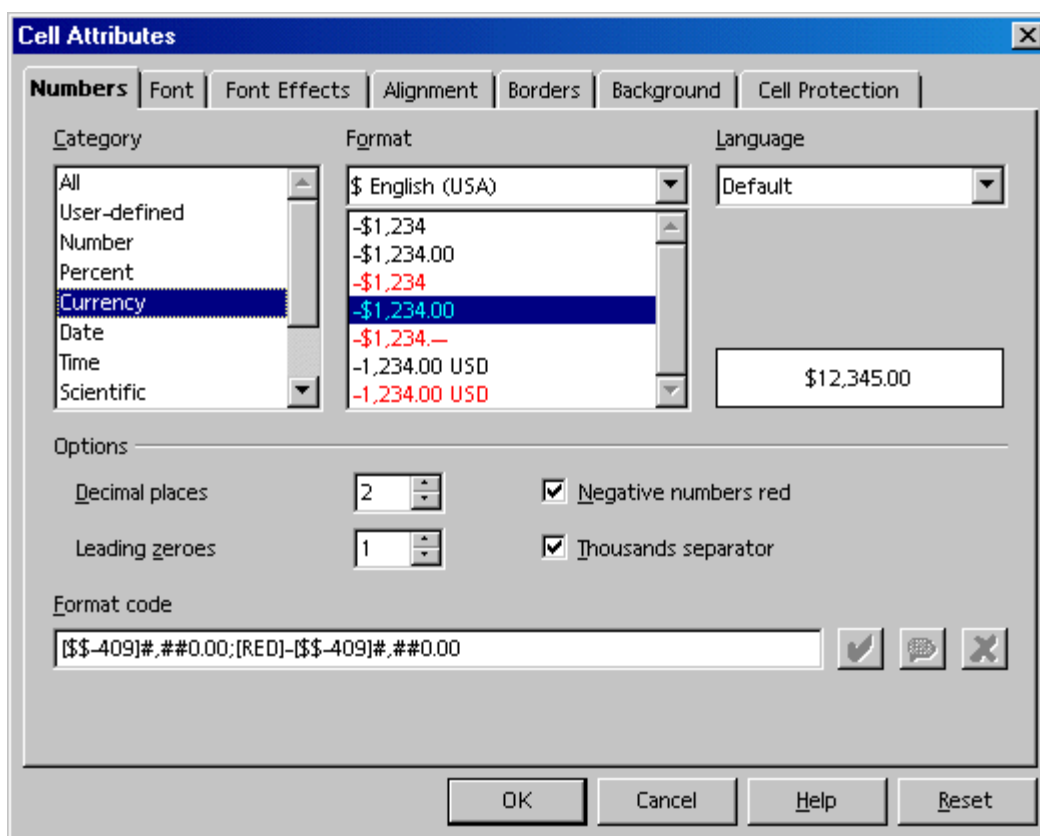 Cell Attributes
Numbers Font Font Effects Alignment Borders Background Cell Protection
Category Format Language
All
User-defined
Number
Percent
Currency
Date
Time
Scientific
$ English (USA)
-$1,234
-$1,234.00
-$1,234
-$1,234.00
-$1,234.—
-1,234.00 USD
-1,234.00 USD
Default
$12,345.00
Options
Decimal places 2 Negative numbers red
Leading zeroes 1 Thousands separator
Format code
[$$-409]#,##0.00;[RED]-[$$-409]#,##0.00
OK Cancel Help Reset